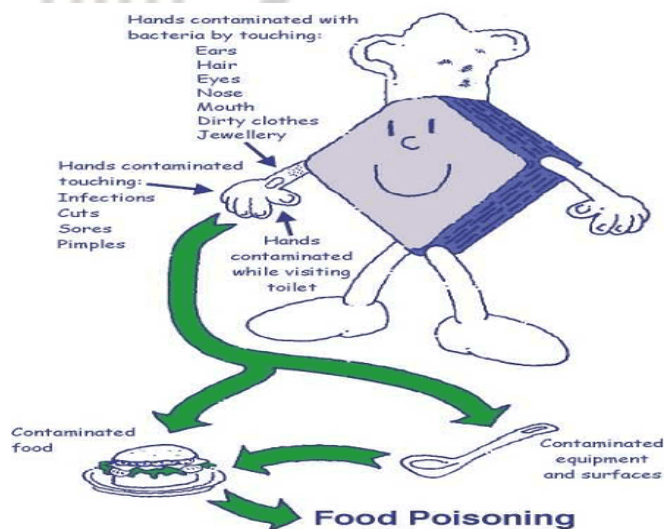 Hands contaminated with
bacteria by touching:
Ears
Hair
Eyes
Nose
Mouth
Dirty clothes
Jewellery
Hands contaminated
touching:
Infections
Cuts
Sores
Pimples
Hands
contaminated
while visiting
toilet
Contaminated
food
Contaminated
equipment
and surfaces
Food Poisoning